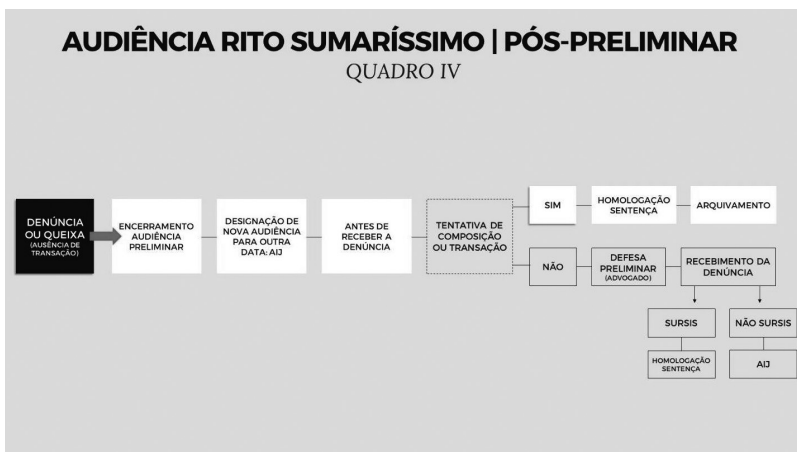 AUDIÊNCIA RITO SUMARÍSSIMO | PÓS-PRELIMINAR
QUADRO IV
DENÚNCIA
OU QUEIXA
(AUSÊNCIA DE
TRANSAÇÃO)
ENCERRAMENTO
AUDIÊNCIA
PRELIMINAR
DESIGNAÇÃO DE
NOVA AUDIÊNCIA
PARA OUTRA
DATA: AIJ
ANTES DE
RECEBER A
DENÚNCIA
TENTATIVA DE
COMPOSIÇÃO
OU TRANSAÇÃO
SIM
HOMOLOGAÇÃO
SENTENÇA
ARQUIVAMENTO
NÃO
DEFESA
PRELIMINAR
(ADVOGADO)
RECEBIMENTO DA
DENÚNCIA
SURSIS
NÃO SURSIS
HOMOLOGAÇÃO
SENTENÇA
AIJ